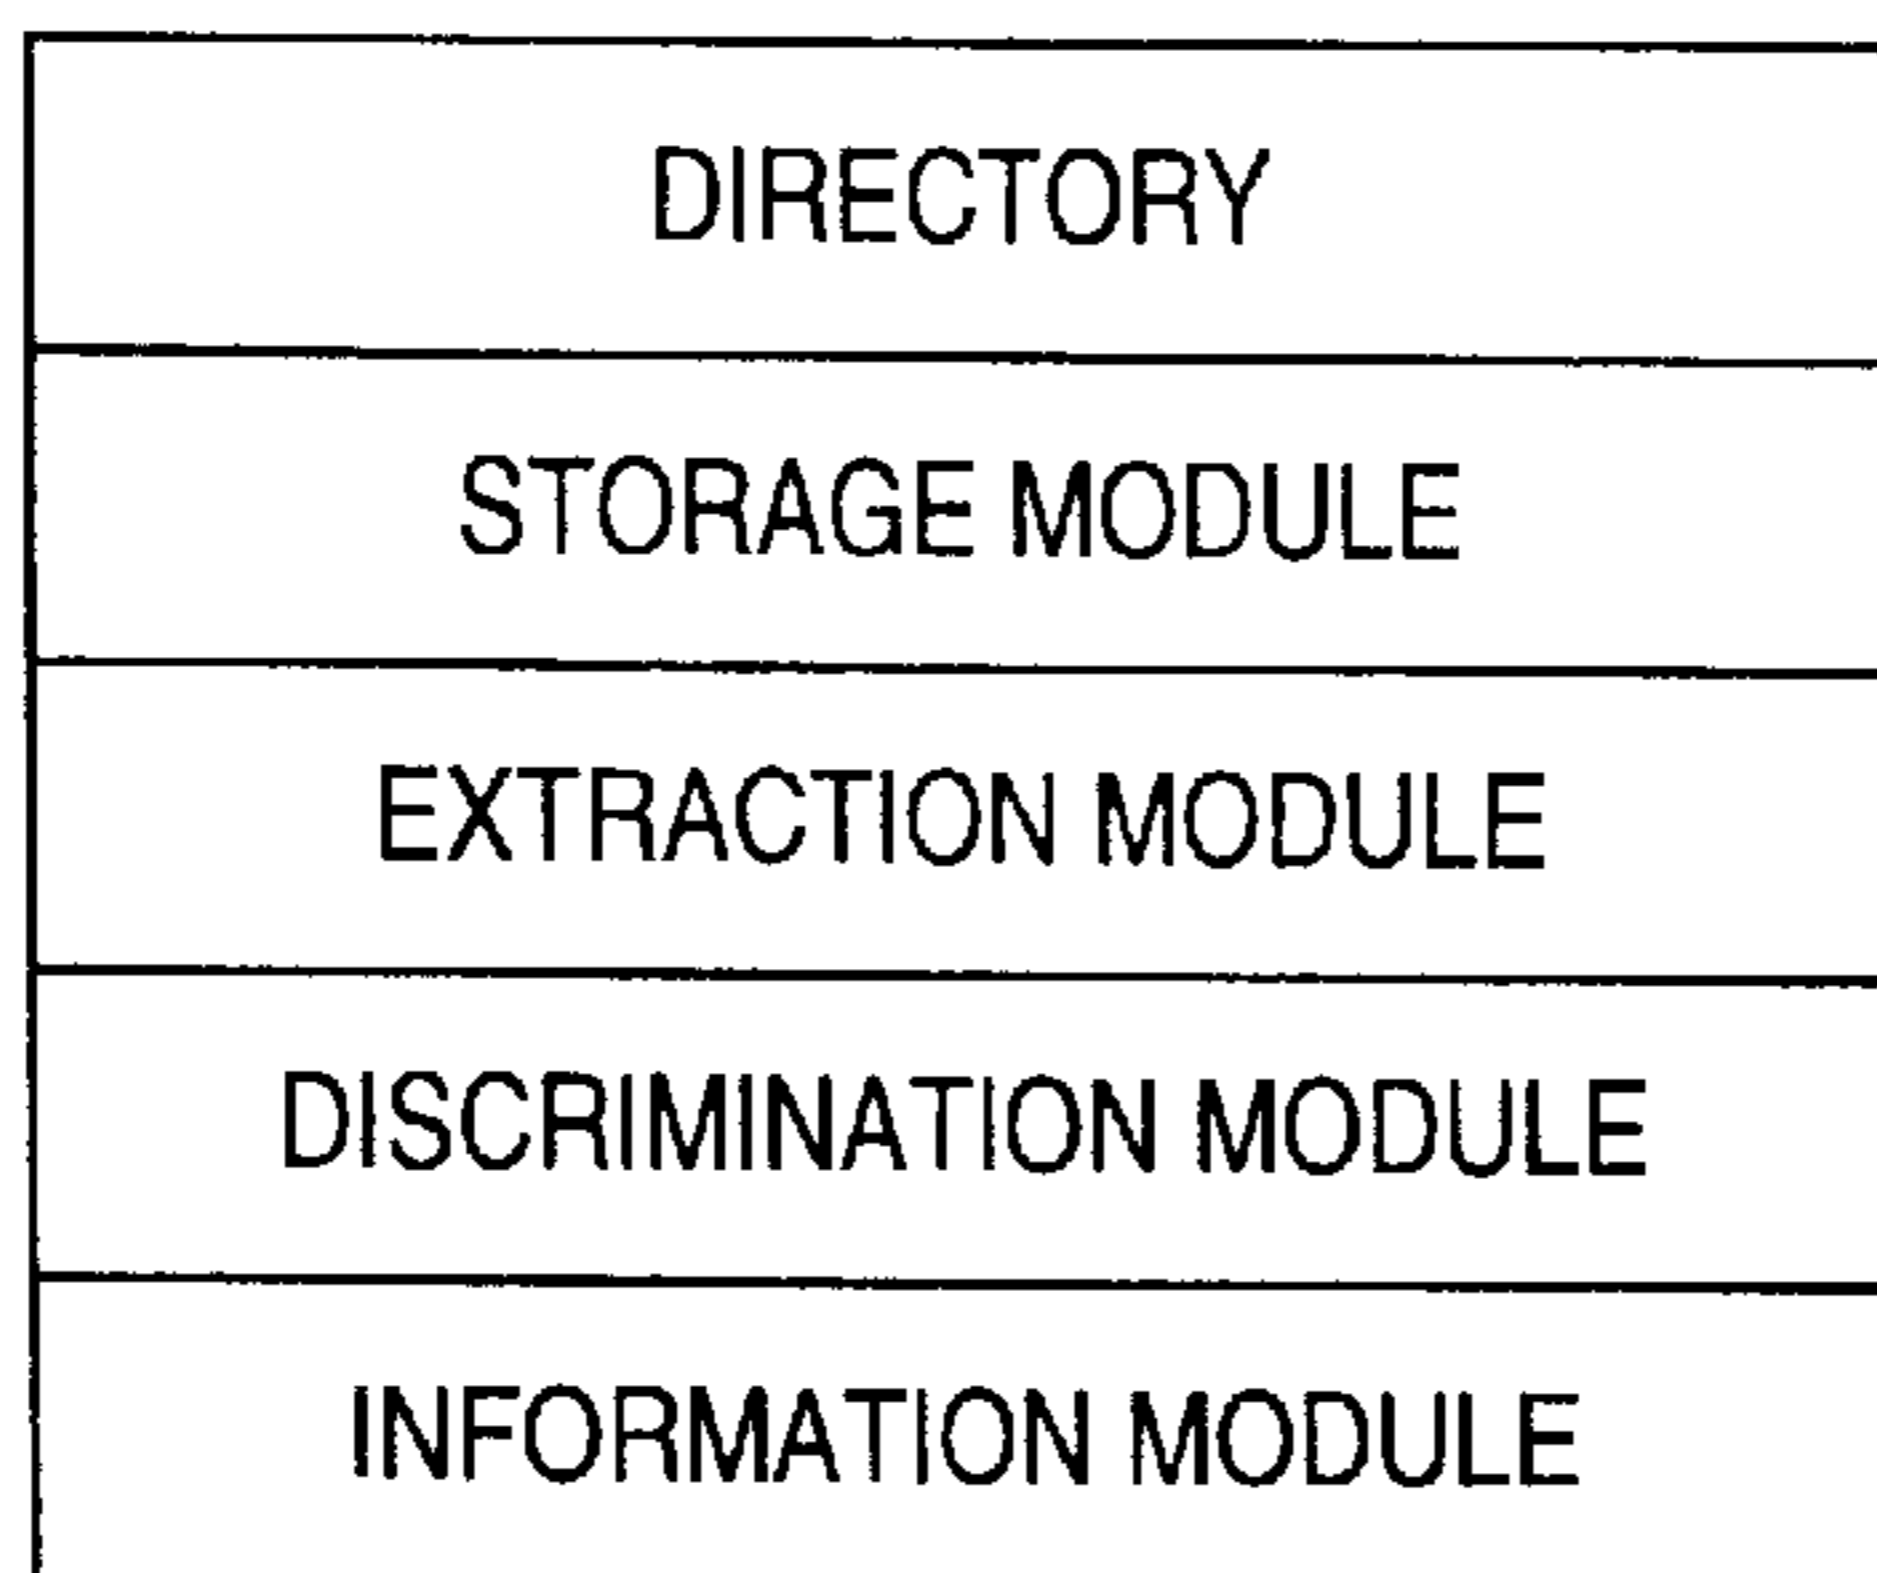 DIRECTORY
STORAGE MODULE
EXTRACTION MODULE
DISCRIMINATION MODULE
INFORMATION MODULE